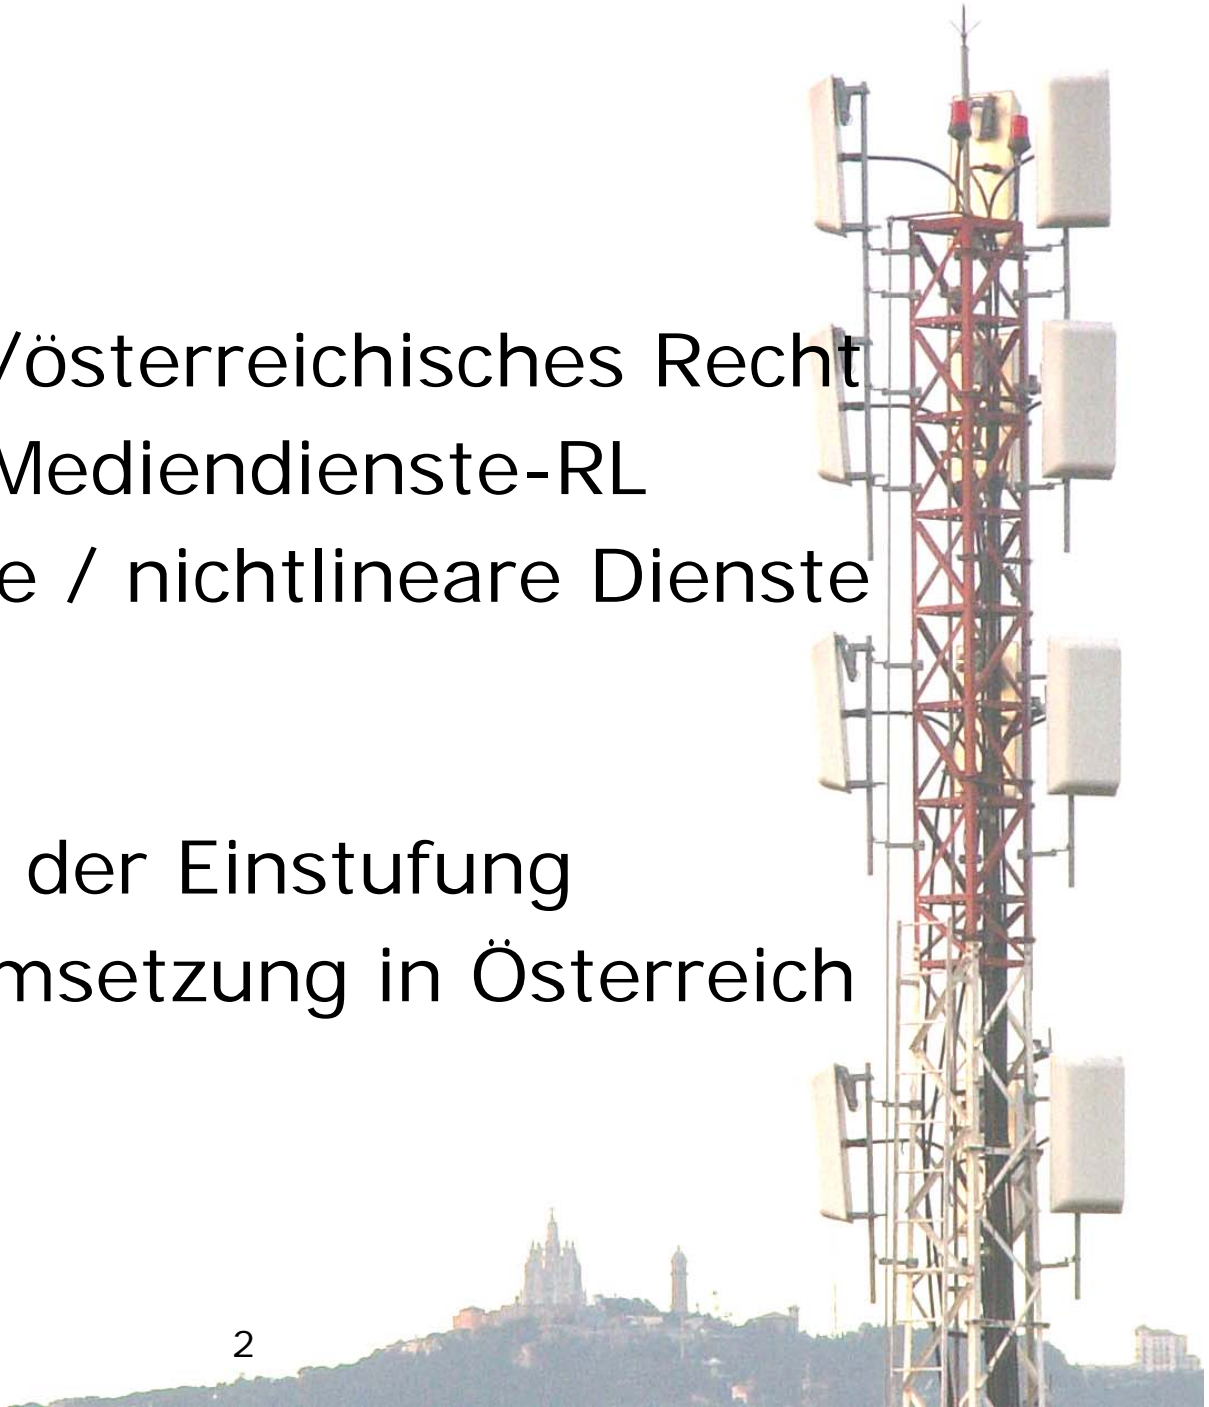 /österreichisches Recht
Mediendienste-RL
e / nichtlineare Dienste
der Einstufung
msetzung in Österreich
2